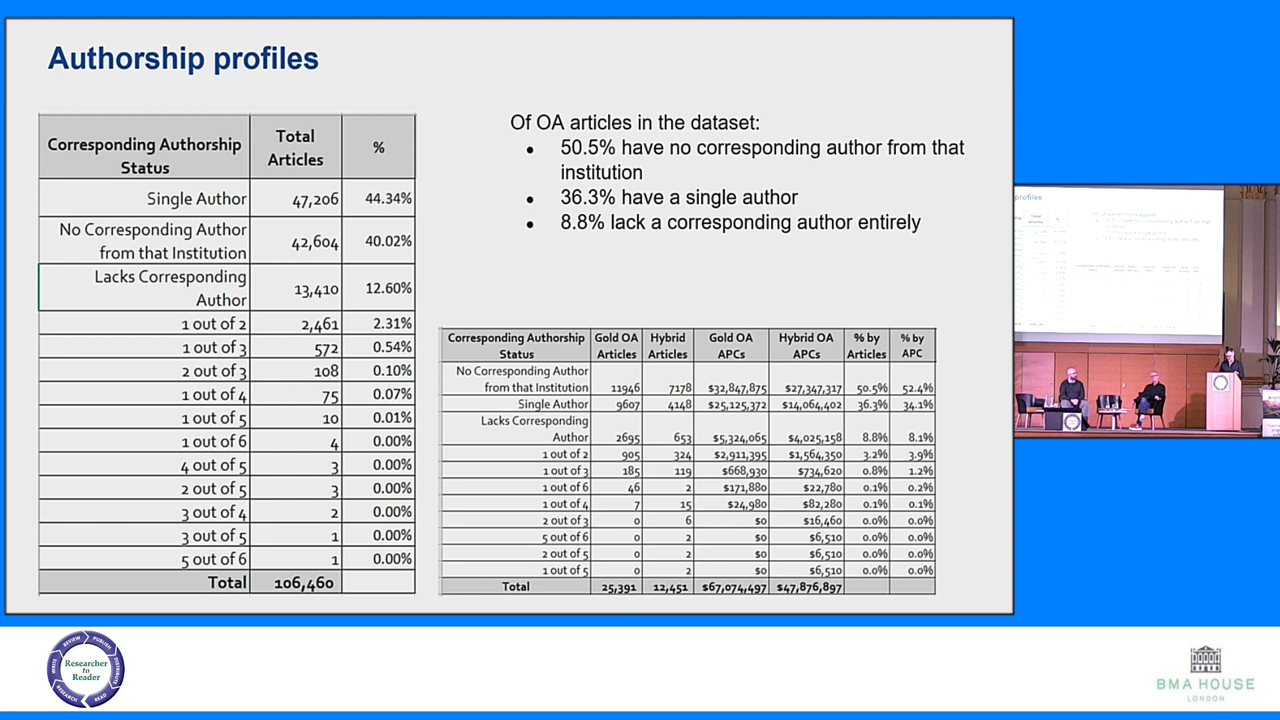 Authorship profiles
Corresponding Authorship Status | Total Articles | %
Single Author | 47,206 | 44.34%
No Corresponding Author from that Institution | 42,604 | 40.02%
Lacks Corresponding Author | 13,410 | 12.60%
1 out of 2 | 2,461 | 2.31%
1 out of 3 | 572 | 0.54%
2 out of 3 | 108 | 0.10%
1 out of 4 | 75 | 0.07%
1 out of 5 | 10 | 0.01%
1 out of 6 | 4 | 0.00%
4 out of 5 | 3 | 0.00%
2 out of 5 | 3 | 0.00%
3 out of 4 | 2 | 0.00%
3 out of 5 | 1 | 0.00%
5 out of 6 | 1 | 0.00%
Total | 106,460
Of OA articles in the dataset:
• 50.5% have no corresponding author from that
institution
• 36.3% have a single author
• 8.8% lack a corresponding author entirely
Corresponding Authorship Status | Gold OA Articles | Hybrid Articles | Gold OA APCs | Hybrid OA APCs | % by Articles | % by APC
No Corresponding Author from that Institution | 11946 | 7178 | $32,847,875 | $27,347,317 | 50.5% | 52.4%
Single Author | 9607 | 4148 | $25,125,372 | $14,064,402 | 36.3% | 34.1%
Lacks Corresponding Author | 2695 | 653 | $5,324,065 | $4,025,158 | 8.8% | 8.1%
1 out of 2 | 905 | 324 | $2,911,395 | $1,564,350 | 3.2% | 3.9%
1 out of 3 | 185 | 119 | $668,930 | $734,620 | 0.8% | 1.2%
1 out of 6 | 46 | 2 | $171,880 | $22,780 | 0.1% | 0.2%
1 out of 4 | 7 | 15 | $24,980 | $82,280 | 0.1% | 0.1%
2 out of 3 | 0 | 6 | $0 | $16,460 | 0.0% | 0.0%
5 out of 6 | 0 | 2 | $0 | $6,510 | 0.0% | 0.0%
2 out of 5 | 0 | 2 | $0 | $6,510 | 0.0% | 0.0%
1 out of 5 | 0 | 2 | $0 | $6,510 | 0.0% | 0.0%
Total | 25,391 | 12,451 | $67,074,497 | $47,876,897
profiles
REVIEW PUBLISH DISTRIBUTE READ RESEARCH WRITE
Researcher
to
Reader
BMA HOUSE
LONDON